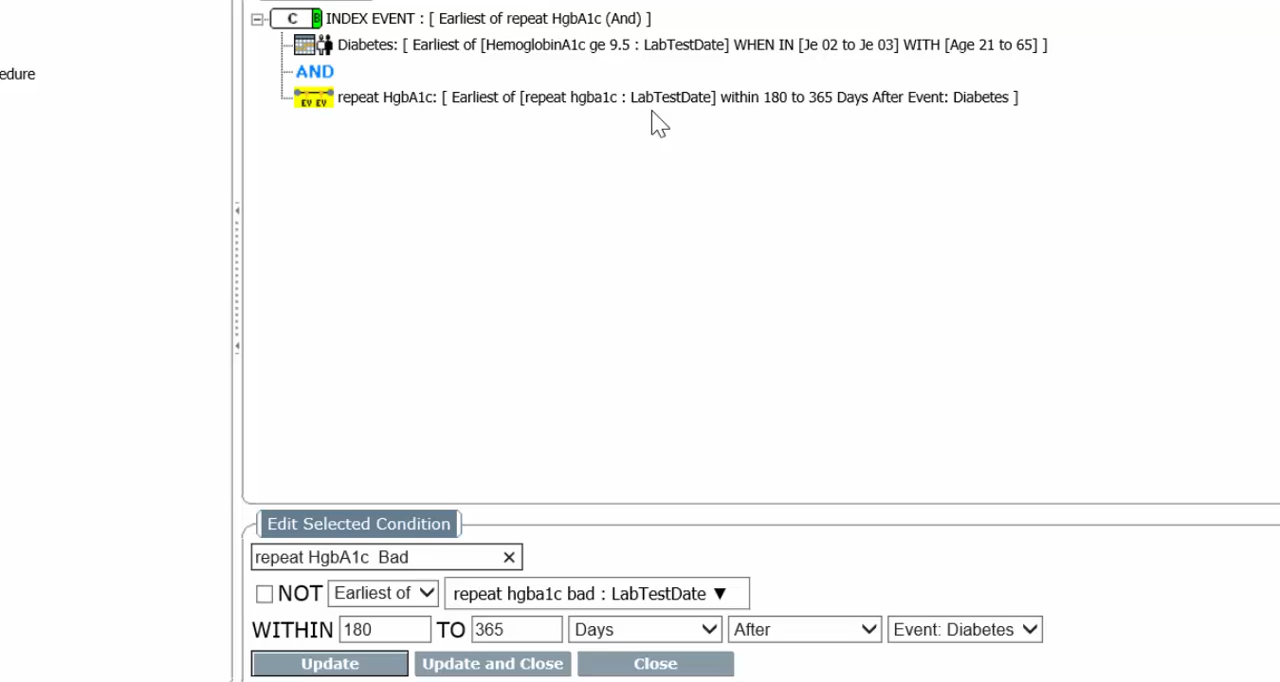 C B INDEX EVENT : [ Earliest of repeat HgbA1c (And) ]
Diabetes: [ Earliest of [HemoglobinA1c ge 9.5 : LabTestDate] WHEN IN [Je 02 to Je 03] WITH [Age 21 to 65] ]
edure
AND
EV EV repeat HgbA1c: [ Earliest of [repeat hgba1c : LabTestDate] within 180 to 365 Days After Event: Diabetes ]
Edit Selected Condition
repeat HgbA1c  Bad ✕
NOT Earliest of repeat hgba1c bad : LabTestDate ▼
WITHIN 180 TO 365 Days After Event: Diabetes
Update Update and Close Close